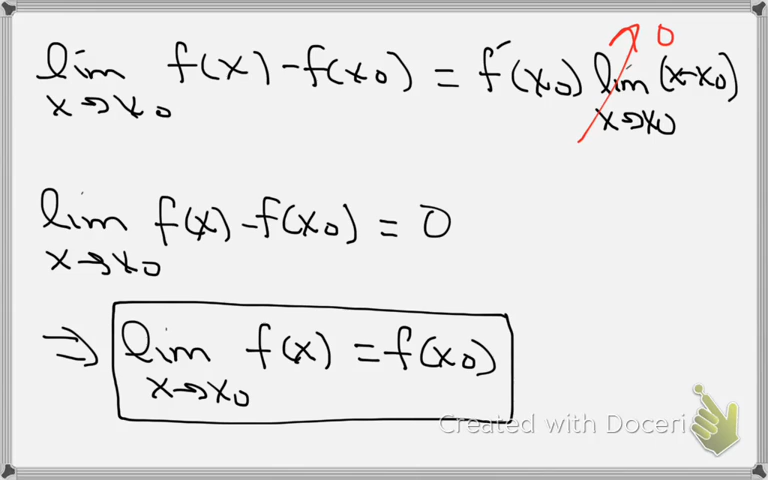 lim f(x) - f(x0) = f'(x0) lim (x-x0) 0
x→x0 x→x0
lim f(x) - f(x0) = 0
x→x0
⇒ lim f(x) = f(x0)
x→x0
Created with Doceri